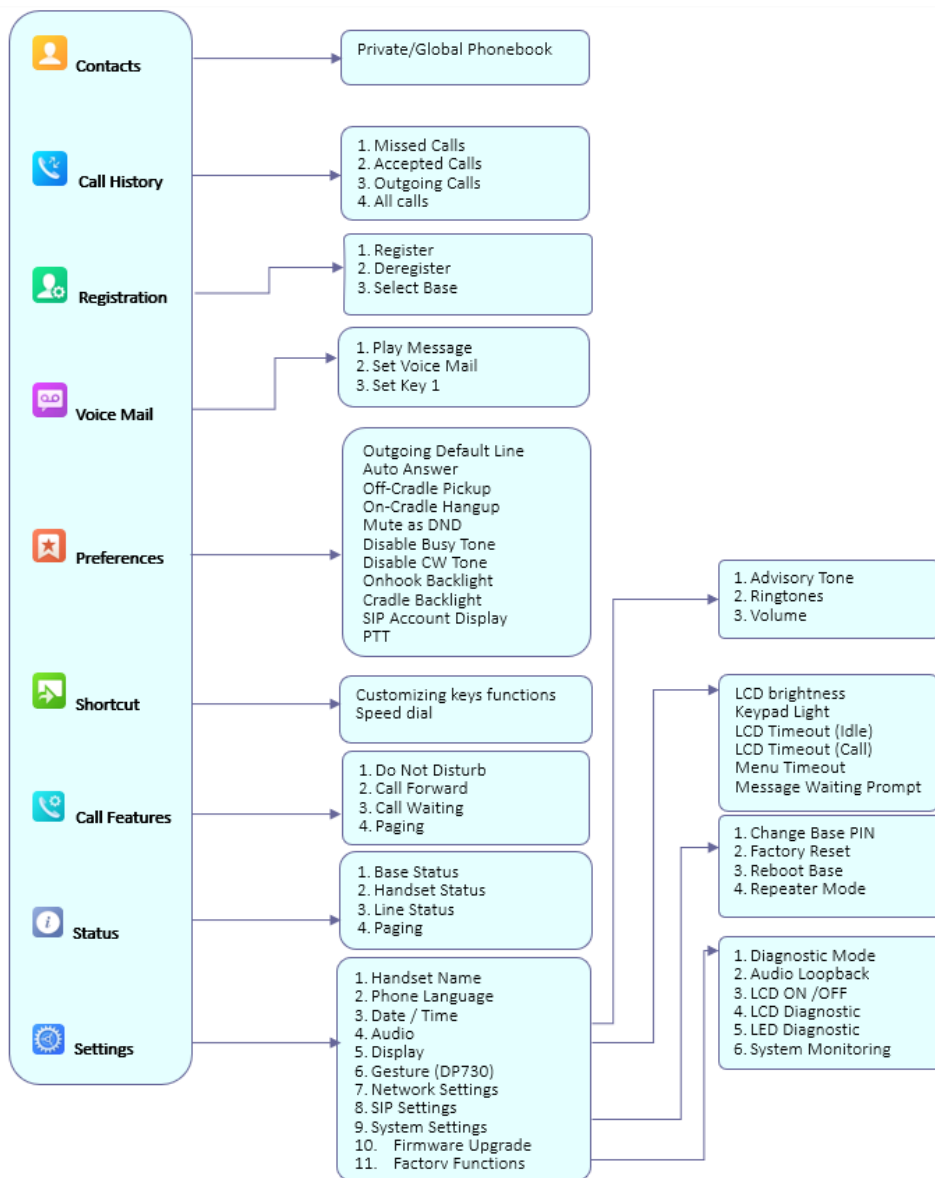 Contacts
Private/Global Phonebook
Call History
1. Missed Calls
2. Accepted Calls
3. Outgoing Calls
4. All calls
Registration
1. Register
2. Deregister
3. Select Base
Voice Mail
1. Play Message
2. Set Voice Mail
3. Set Key 1
Preferences
Outgoing Default Line
Auto Answer
Off-Cradle Pickup
On-Cradle Hangup
Mute as DND
Disable Busy Tone
Disable CW Tone
Onhook Backlight
Cradle Backlight
SIP Account Display
PTT
Shortcut
Customizing keys functions
Speed dial
Call Features
1. Do Not Disturb
2. Call Forward
3. Call Waiting
4. Paging
Status
1. Base Status
2. Handset Status
3. Line Status
4. Paging
Settings
1. Handset Name
2. Phone Language
3. Date / Time
4. Audio
5. Display
6. Gesture (DP730)
7. Network Settings
8. SIP Settings
9. System Settings
10. Firmware Upgrade
11. Factory Functions
1. Advisory Tone
2. Ringtones
3. Volume
LCD brightness
Keypad Light
LCD Timeout (Idle)
LCD Timeout (Call)
Menu Timeout
Message Waiting Prompt
1. Change Base PIN
2. Factory Reset
3. Reboot Base
4. Repeater Mode
1. Diagnostic Mode
2. Audio Loopback
3. LCD ON /OFF
4. LCD Diagnostic
5. LED Diagnostic
6. System Monitoring